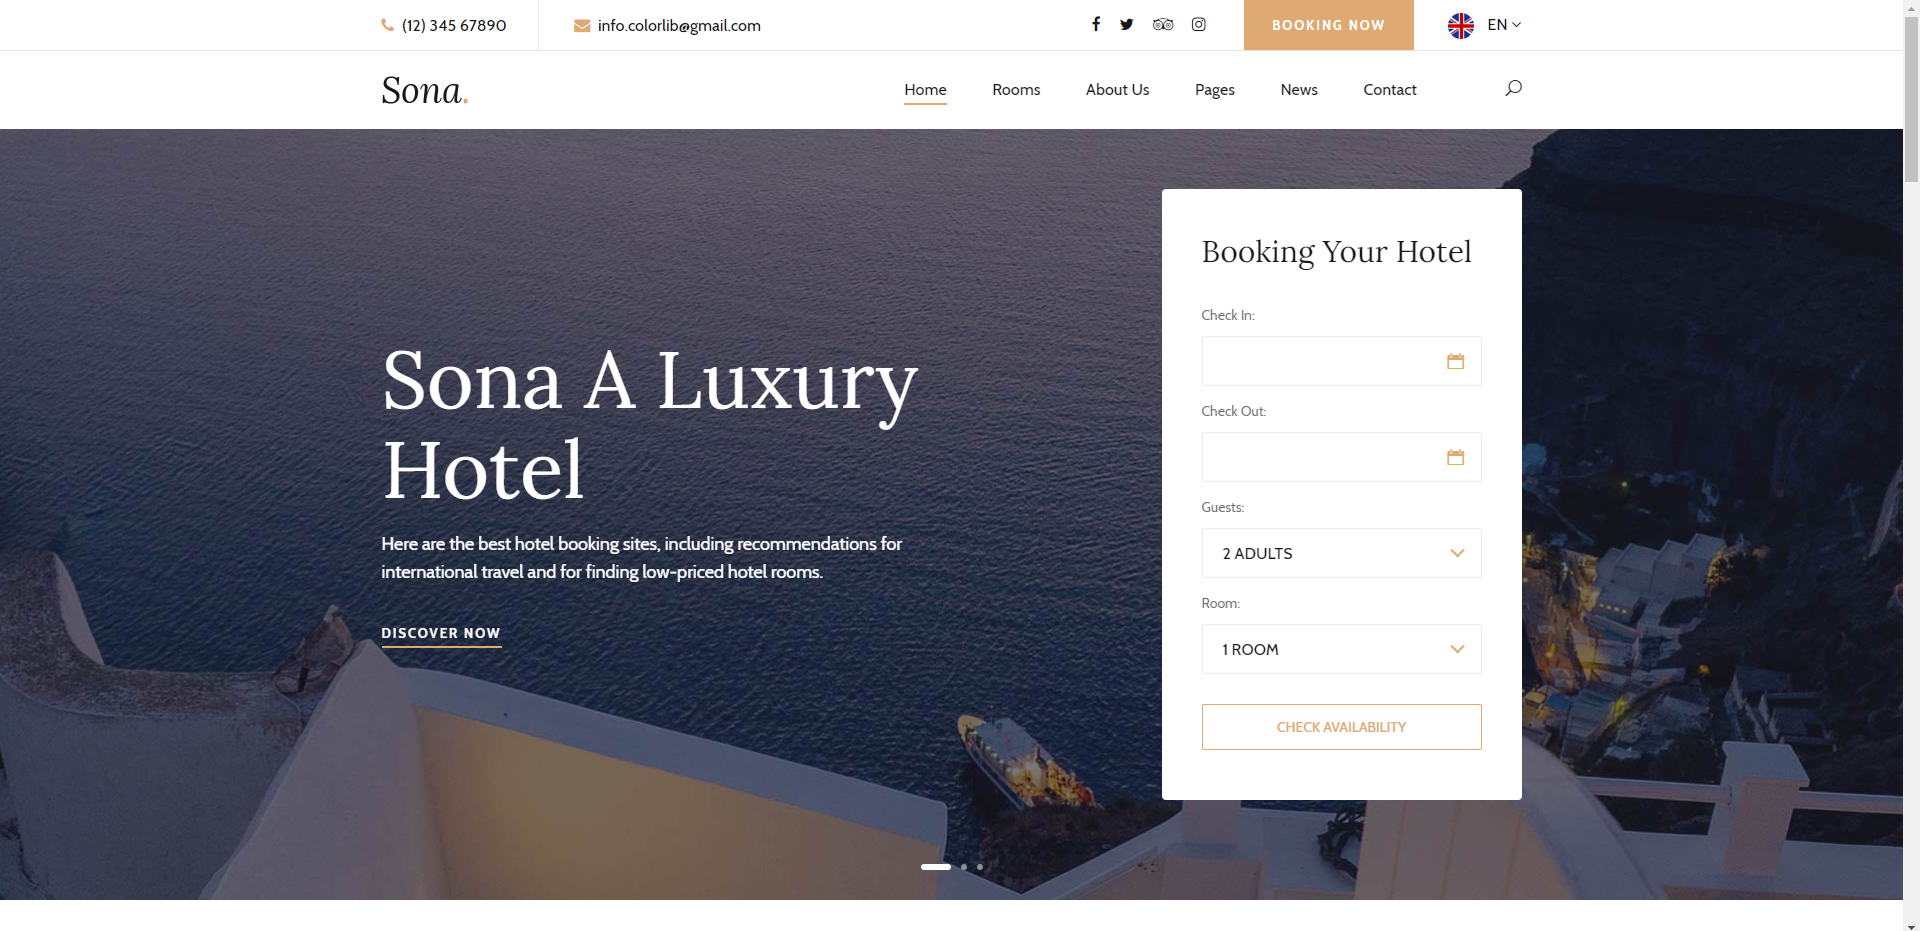 (12) 345 67890
info.colorlib@gmail.com
BOOKING NOW
EN
Sona.
Home
Rooms
About Us
Pages
News
Contact
Sona A Luxury
Hotel
Here are the best hotel booking sites, including recommendations for
international travel and for finding low-priced hotel rooms.
DISCOVER NOW
Booking Your Hotel
Check In:
Check Out:
Guests:
2 ADULTS
Room:
1 ROOM
CHECK AVAILABILITY